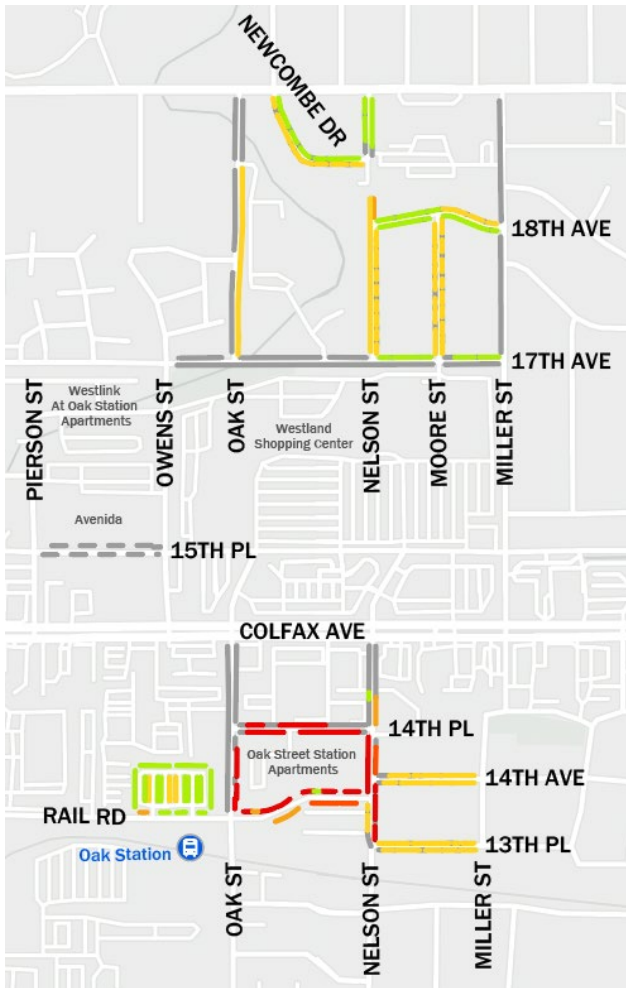 NEWCOMBE DR
18TH AVE
17TH AVE
Westlink
At Oak Station
Apartments
PIERSON ST
OWENS ST
OAK ST
Westland
Shopping Center
NELSON ST
MOORE ST
MILLER ST
Avenida
15TH PL
COLFAX AVE
14TH PL
Oak Street Station
Apartments
14TH AVE
RAIL RD
13TH PL
Oak Station
OAK ST
NELSON ST
MILLER ST